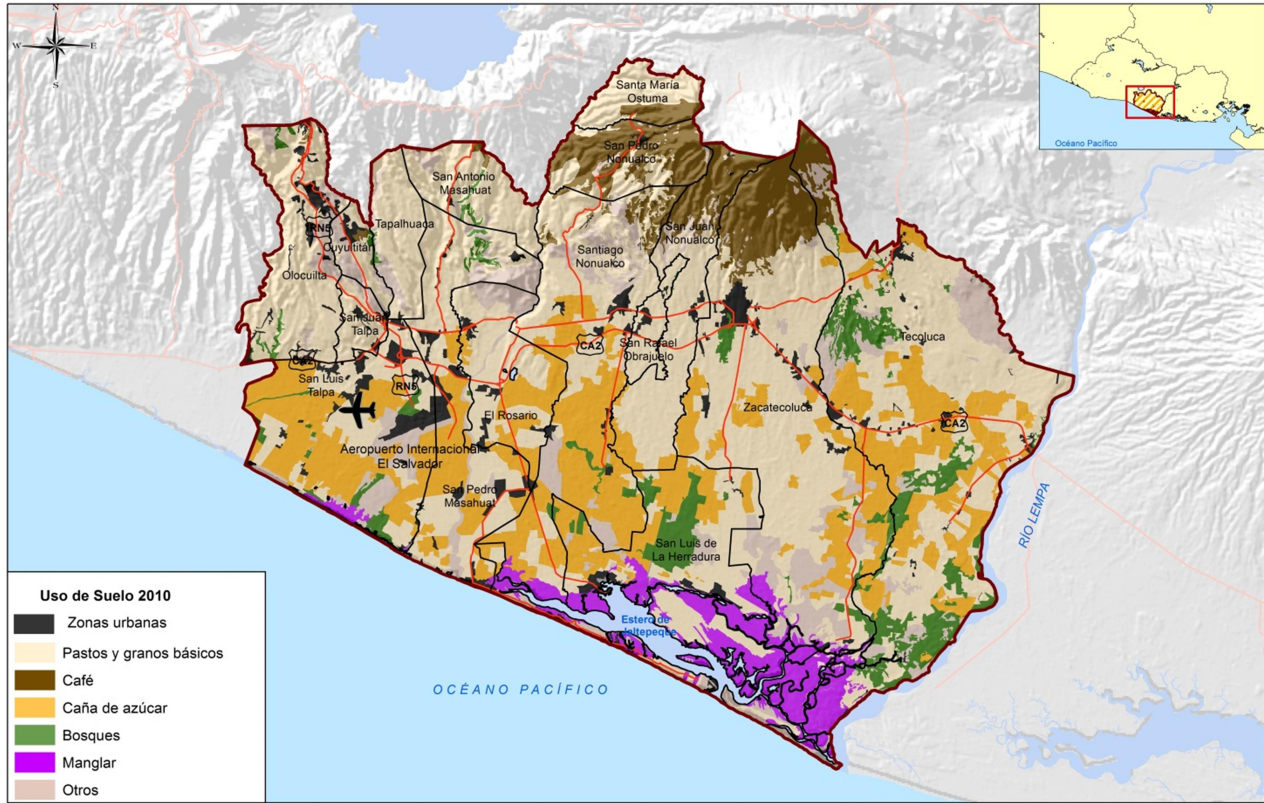 N
W
E
S
Océano Pacífico
Santa María
Ostuma
San Pedro
Nonualco
San Antonio
Masahuat
Tapalhuaca
RN5
Cuyultitán
San Juan
Nonualco
Santiago
Nonualco
Olocuilta
San Juan
Talpa
CA2
San Rafael
Obrajuelo
Tecoluca
CA2
San Luis
Talpa
RN5
El Rosario
Zacatecoluca
CA2
Aeropuerto Internacional
El Salvador
San Pedro
Masahuat
RÍO LEMPA
San Luis de
La Herradura
Estero de
Jaltepeque
OCÉANO PACÍFICO
Uso de Suelo 2010
Zonas urbanas
Pastos y granos básicos
Café
Caña de azúcar
Bosques
Manglar
Otros